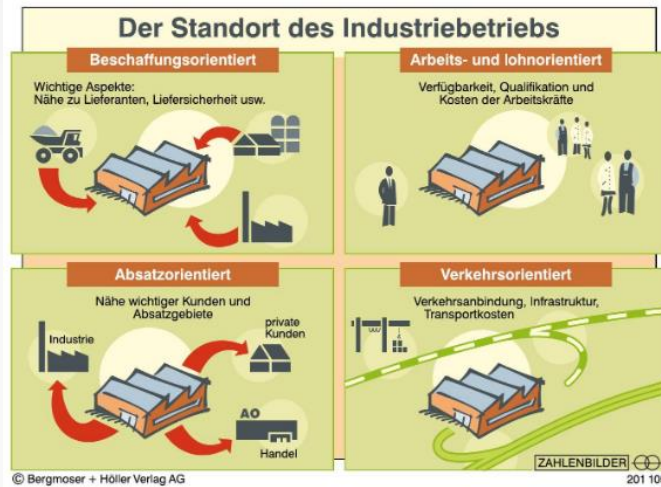 Der Standort des Industriebetriebs
Beschaffungsorientiert
Wichtige Aspekte:
Nähe zu Lieferanten, Liefersicherheit usw.
Arbeits- und lohnorientiert
Verfügbarkeit, Qualifikation und
Kosten der Arbeitskräfte
Absatzorientiert
Nähe wichtiger Kunden und
Absatzgebiete
Industrie
private
Kunden
AO
Handel
Verkehrsorientiert
Verkehrsanbindung, Infrastruktur,
Transportkosten
ZAHLENBILDER
© Bergmoser + Höller Verlag AG
201 10